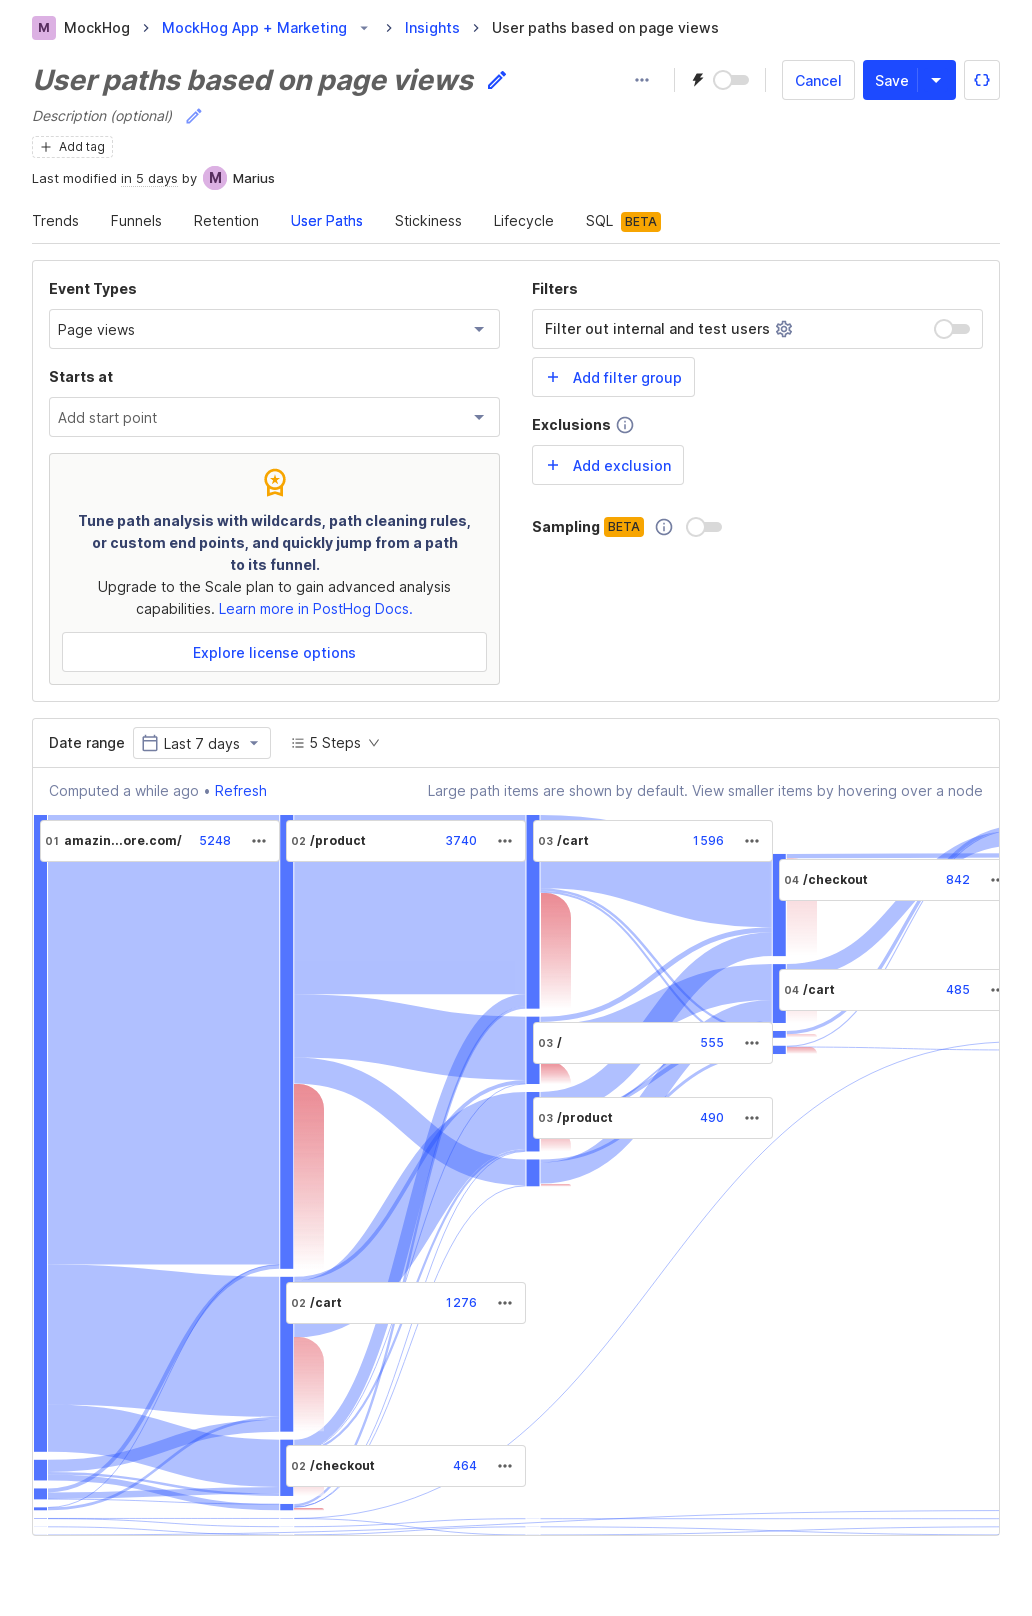 M MockHog MockHog App + Marketing Insights User paths based on page views
User paths based on page views
Cancel Save
Description (optional)
Add tag
Last modified in 5 days by M Marius
Trends Funnels Retention User Paths Stickiness Lifecycle SQL BETA
Event Types
Page views
Starts at
Add start point
Tune path analysis with wildcards, path cleaning rules,
or custom end points, and quickly jump from a path
to its funnel.
Upgrade to the Scale plan to gain advanced analysis
capabilities. Learn more in PostHog Docs.
Explore license options
Filters
Filter out internal and test users
Add filter group
Exclusions
Add exclusion
Sampling BETA
Date range Last 7 days 5 Steps
Computed a while ago • Refresh
Large path items are shown by default. View smaller items by hovering over a node
01 amazin...ore.com/ 5248
02 /product 3740
03 /cart 1596
04 /checkout 842
04 /cart 485
03 / 555
03 /product 490
02 /cart 1276
02 /checkout 464